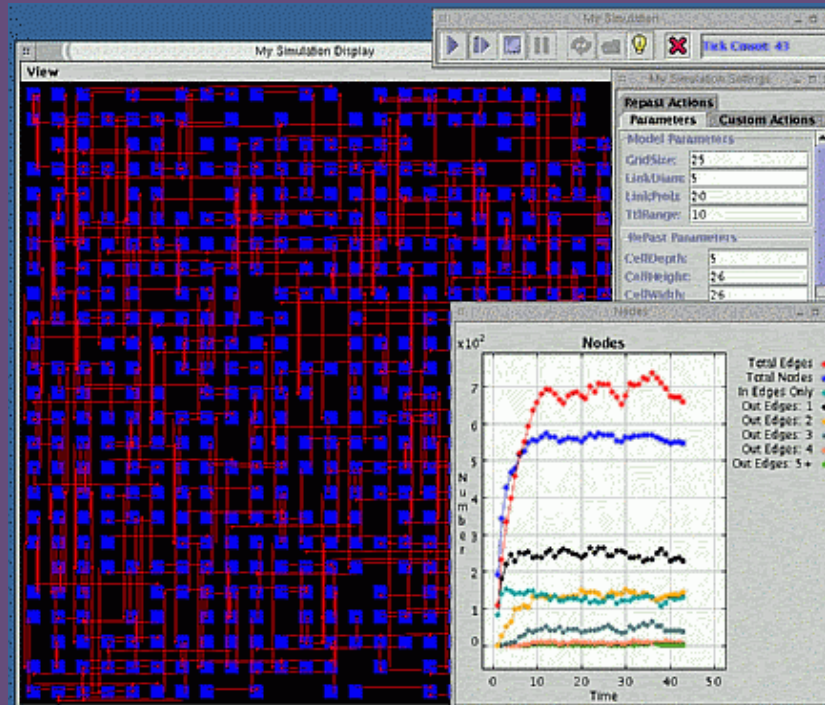 My Simulation
My Simulation Display
Tick Count: 43
View
My Simulation Settings
Repast Actions
Parameters
Custom Actions
Model Parameters
GridSize: 25
LinkDiam: 5
LinkProb: 20
TtlRange: 10
RePast Parameters
CellDepth: 5
CellHeight: 26
CellWidth: 26
Nodes
x10²
Nodes
Total Edges
Total Nodes
In Edges Only
Out Edges: 1
Out Edges: 2
Out Edges: 3
Out Edges: 4
Out Edges: 5+
7
6
5
4
3
2
1
0
Number
0
10
20
30
40
50
Time